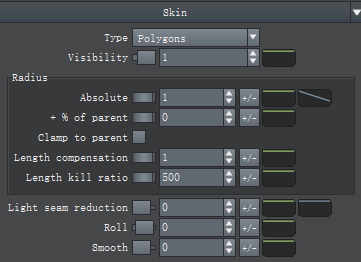 Skin
Type Polygons
Visibility 1
Radius
Absolute 1 +/-
+ % of parent 0 +/-
Clamp to parent
Length compensation 1 +/-
Length kill ratio 500 +/-
Light seam reduction 0 +/-
Roll 0 +/-
Smooth 0 +/-